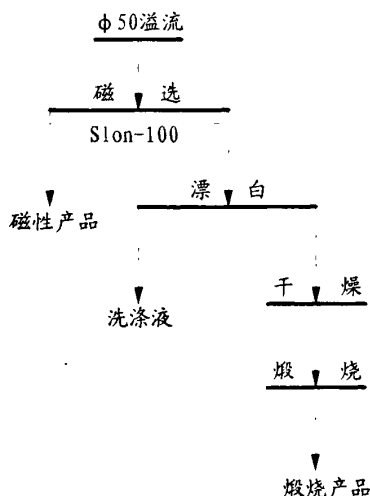 φ50溢流
磁 选
Slon-100
漂 白
磁性产品
干 燥
洗涤液
煅 烧
煅烧产品